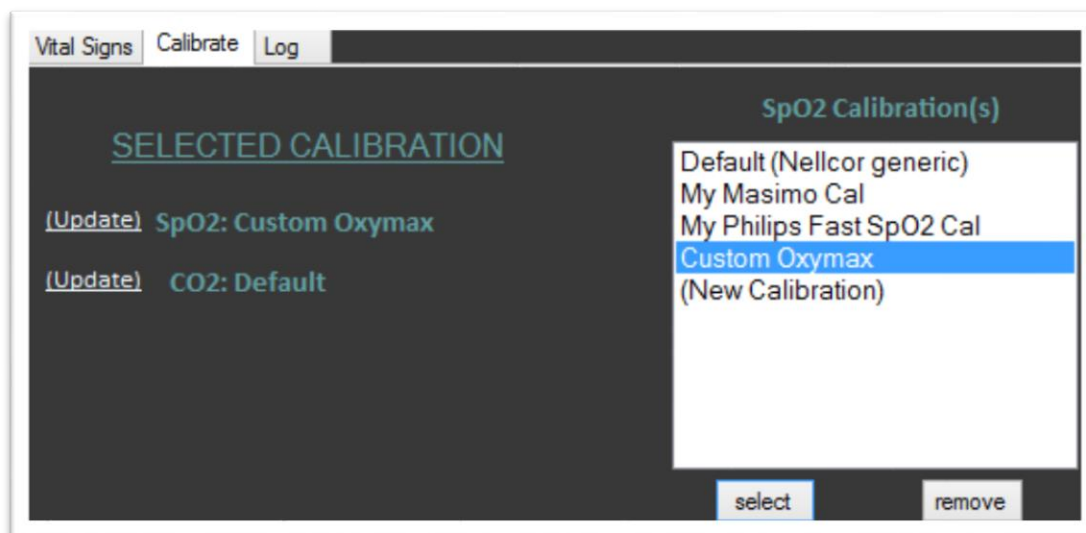 Vital Signs Calibrate Log
SELECTED CALIBRATION
(Update) SpO2: Custom Oxymax
(Update) CO2: Default
SpO2 Calibration(s)
Default (Nellcor generic)
My Masimo Cal
My Philips Fast SpO2 Cal
Custom Oxymax
(New Calibration)
select remove